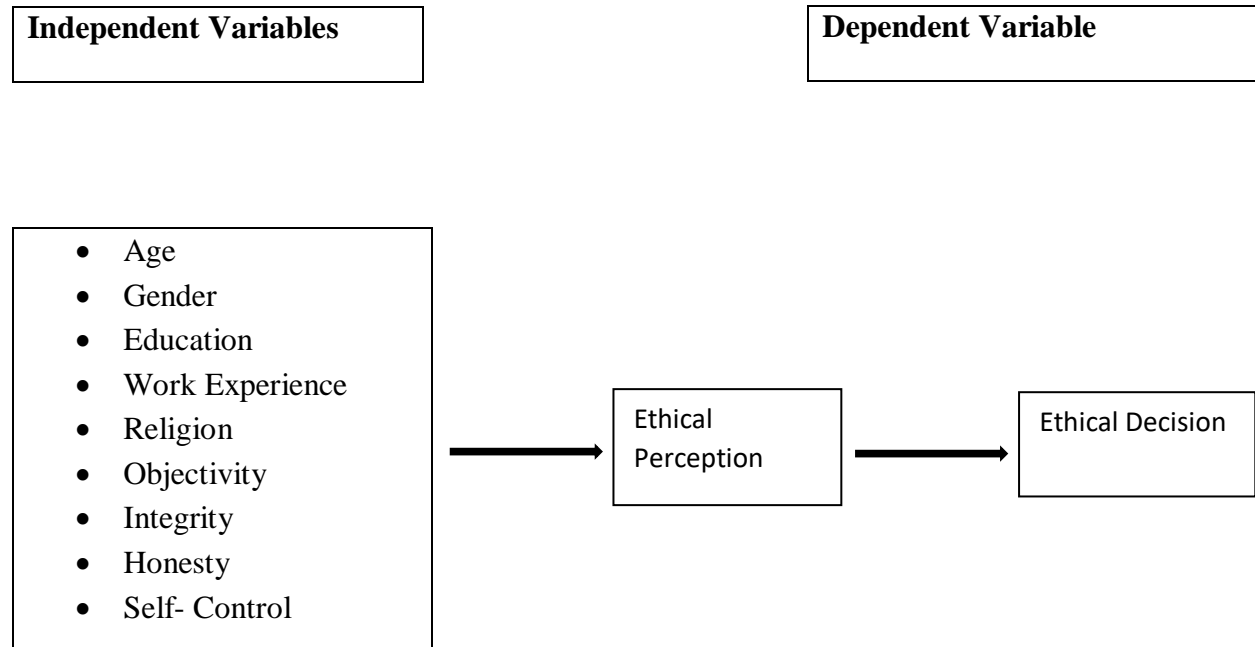 Independent Variables
Dependent Variable
• Age
• Gender
• Education
• Work Experience
• Religion
• Objectivity
• Integrity
• Honesty
• Self- Control
Ethical
Perception
Ethical Decision